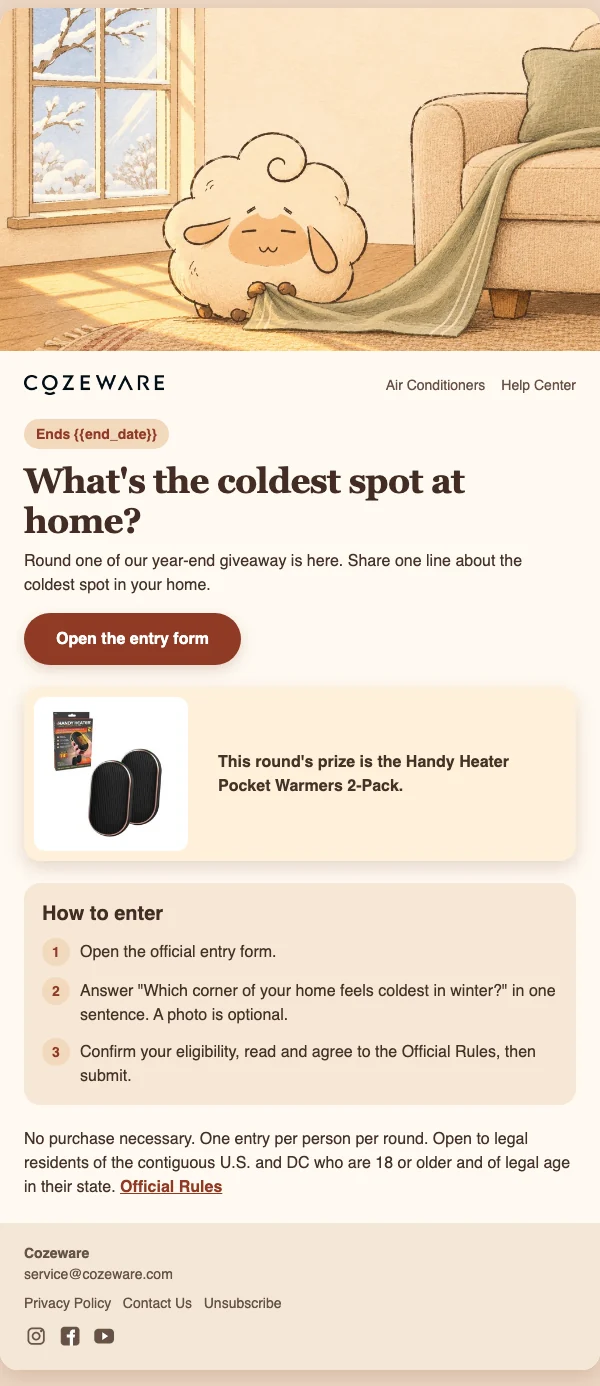 COZEWARE
Air Conditioners Help Center
Ends {{end_date}}
What's the coldest spot at
home?
Round one of our year-end giveaway is here. Share one line about the
coldest spot in your home.
Open the entry form
HANDY HEATER
This round's prize is the Handy Heater
Pocket Warmers 2-Pack.
How to enter
1 Open the official entry form.
2 Answer "Which corner of your home feels coldest in winter?" in one
sentence. A photo is optional.
3 Confirm your eligibility, read and agree to the Official Rules, then
submit.
No purchase necessary. One entry per person per round. Open to legal
residents of the contiguous U.S. and DC who are 18 or older and of legal age
in their state. Official Rules
Cozeware
service@cozeware.com
Privacy Policy Contact Us Unsubscribe